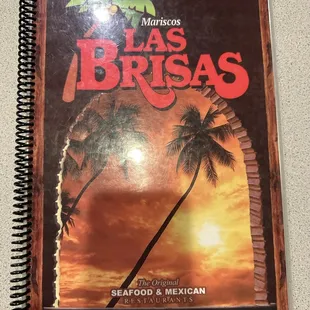 Mariscos
LAS
BRISAS
The Original
SEAFOOD & MEXICAN
RESTAURANTS